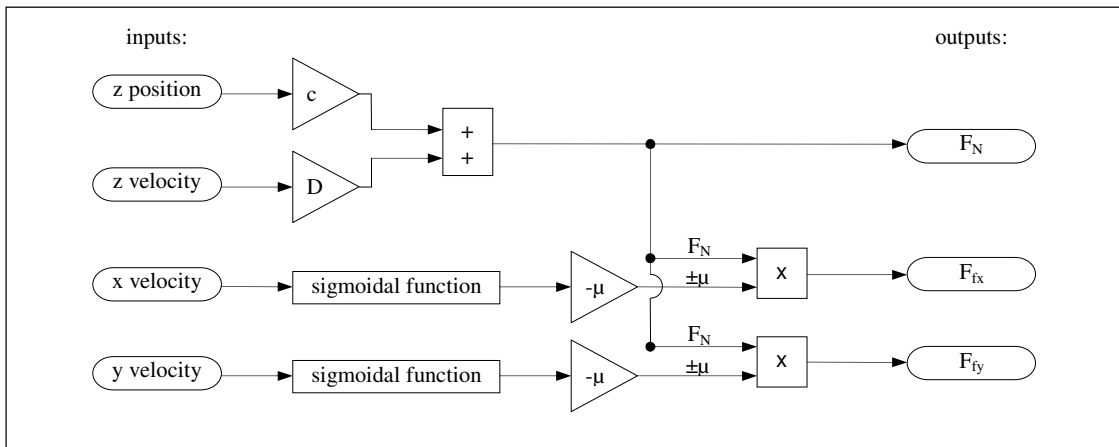 inputs:
outputs:
z position
c
+
+
F_N
z velocity
D
x velocity
sigmoidal function
-μ
F_N
±μ
x
F_fx
y velocity
sigmoidal function
-μ
F_N
±μ
x
F_fy